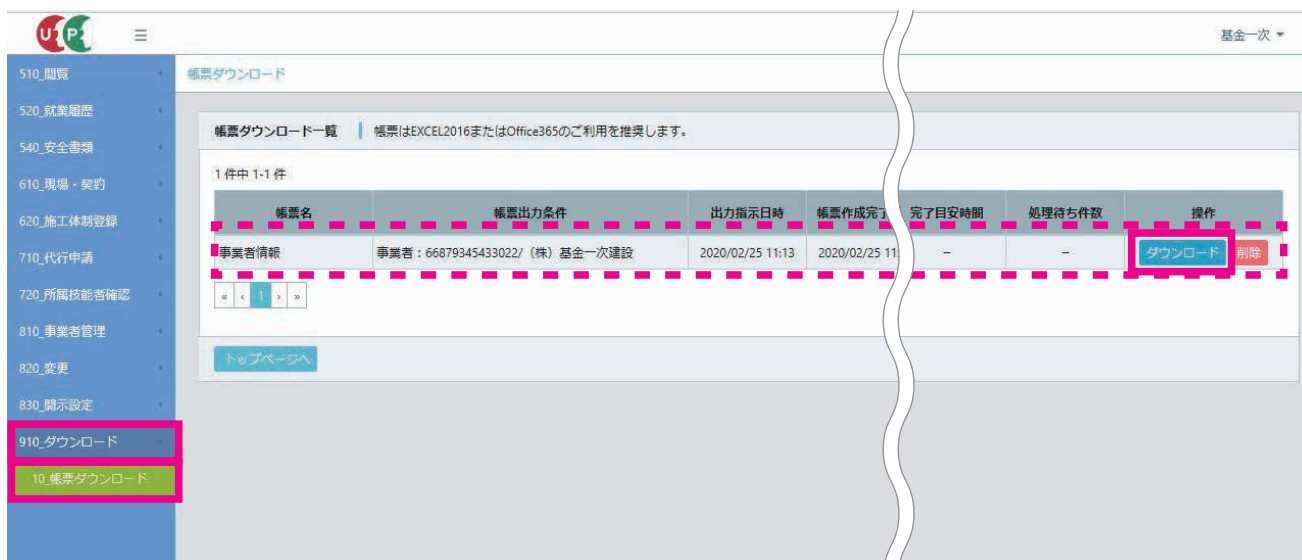 UP
基金一次
510_閲覧
520_就業履歴
540_安全書類
610_現場・契約
620_施工体制登録
710_代行申請
720_所属技能者確認
810_事業者管理
820_変更
830_開示設定
910_ダウンロード
10_帳票ダウンロード
帳票ダウンロード
帳票ダウンロード一覧 帳票はEXCEL2016またはOffice365のご利用を推奨します。
1 件中 1-1 件
帳票名 帳票出力条件 出力指示日時 帳票作成完了 完了目安時間 処理待ち件数 操作
事業者情報 事業者:66879345433022/(株)基金一次建設 2020/02/25 11:13 2020/02/25 11: – – ダウンロード 削除
« ‹ 1 › »
トップページへ